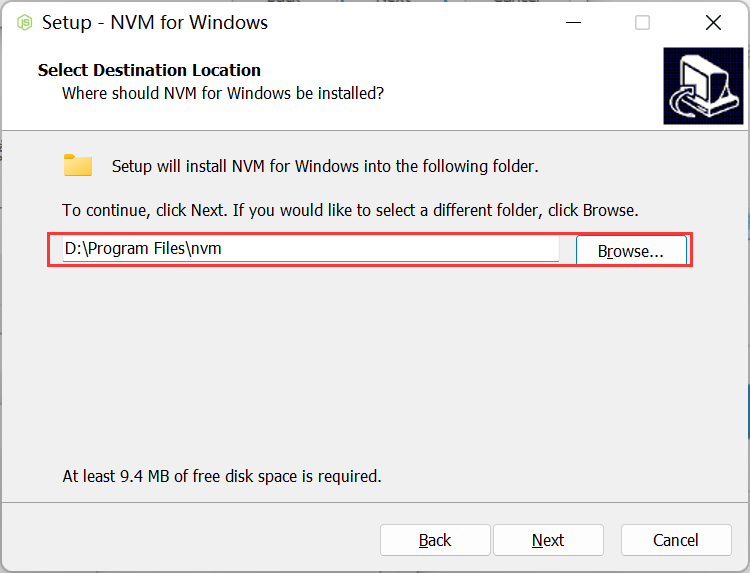 Setup - NVM for Windows
Select Destination Location
Where should NVM for Windows be installed?
Setup will install NVM for Windows into the following folder.
To continue, click Next. If you would like to select a different folder, click Browse.
D:\Program Files\nvm
Browse...
At least 9.4 MB of free disk space is required.
Back
Next
Cancel